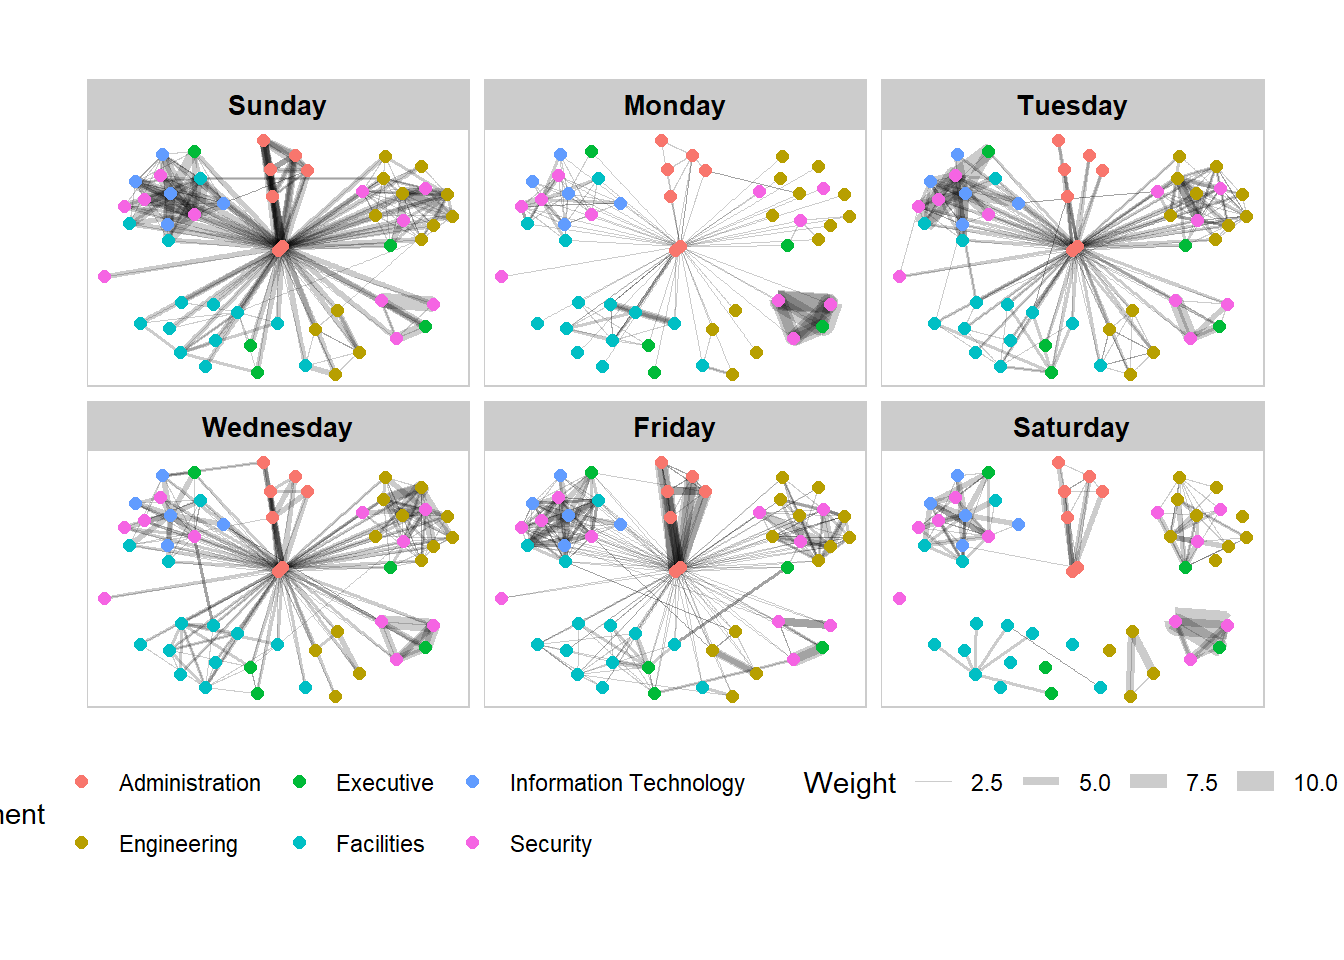 Sunday
Monday
Tuesday
Wednesday
Friday
Saturday
Administration
Executive
Information Technology
Weight
2.5
5.0
7.5
10.0
Engineering
Facilities
Security